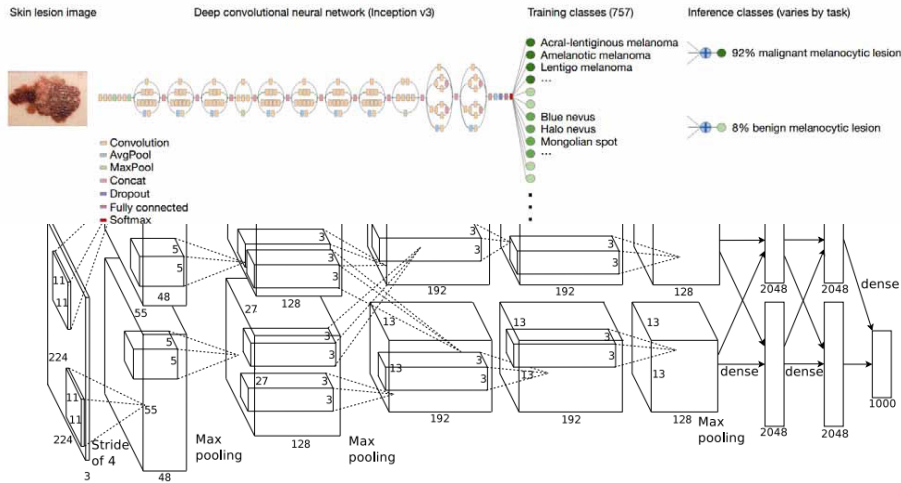 Skin lesion image
Deep convolutional neural network (Inception v3)
Training classes (757)
Inference classes (varies by task)
Acral-lentiginous melanoma
Amelanotic melanoma
Lentigo melanoma
...
Blue nevus
Halo nevus
Mongolian spot
...
92% malignant melanocytic lesion
8% benign melanocytic lesion
Convolution
AvgPool
MaxPool
Concat
Dropout
Fully connected
Softmax
11
11
5
5
3
3
3
3
3
48
128
192
192
128
2048
2048
dense
55
27
13
13
13
224
5
5
3
3
3
3
3
3
27
3
3
13
13
13
55
11
11
dense
dense
1000
192
192
128
Max
pooling
2048
2048
224
Stride
of 4
Max
pooling
128
Max
pooling
3
48